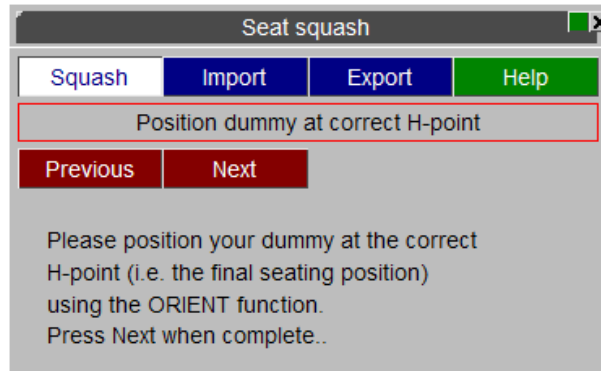 Seat squash
Squash Import Export Help
Position dummy at correct H-point
Previous Next
Please position your dummy at the correct
H-point (i.e. the final seating position)
using the ORIENT function.
Press Next when complete..